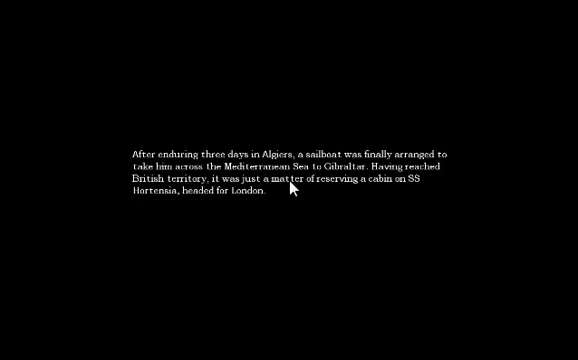 After enduring three days in Algiers, a sailboat was finally arranged to
take him across the Mediterranean Sea to Gibraltar. Having reached
British territory, it was just a matter of reserving a cabin on SS
Hortensia, headed for London.